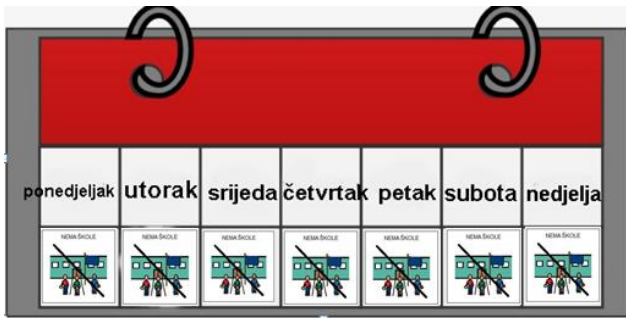 ponedjeljak utorak srijeda četvrtak petak subota nedjelja
NEMA ŠKOLE NEMA ŠKOLE NEMA ŠKOLE NEMA ŠKOLE NEMA ŠKOLE NEMA ŠKOLE NEMA ŠKOLE